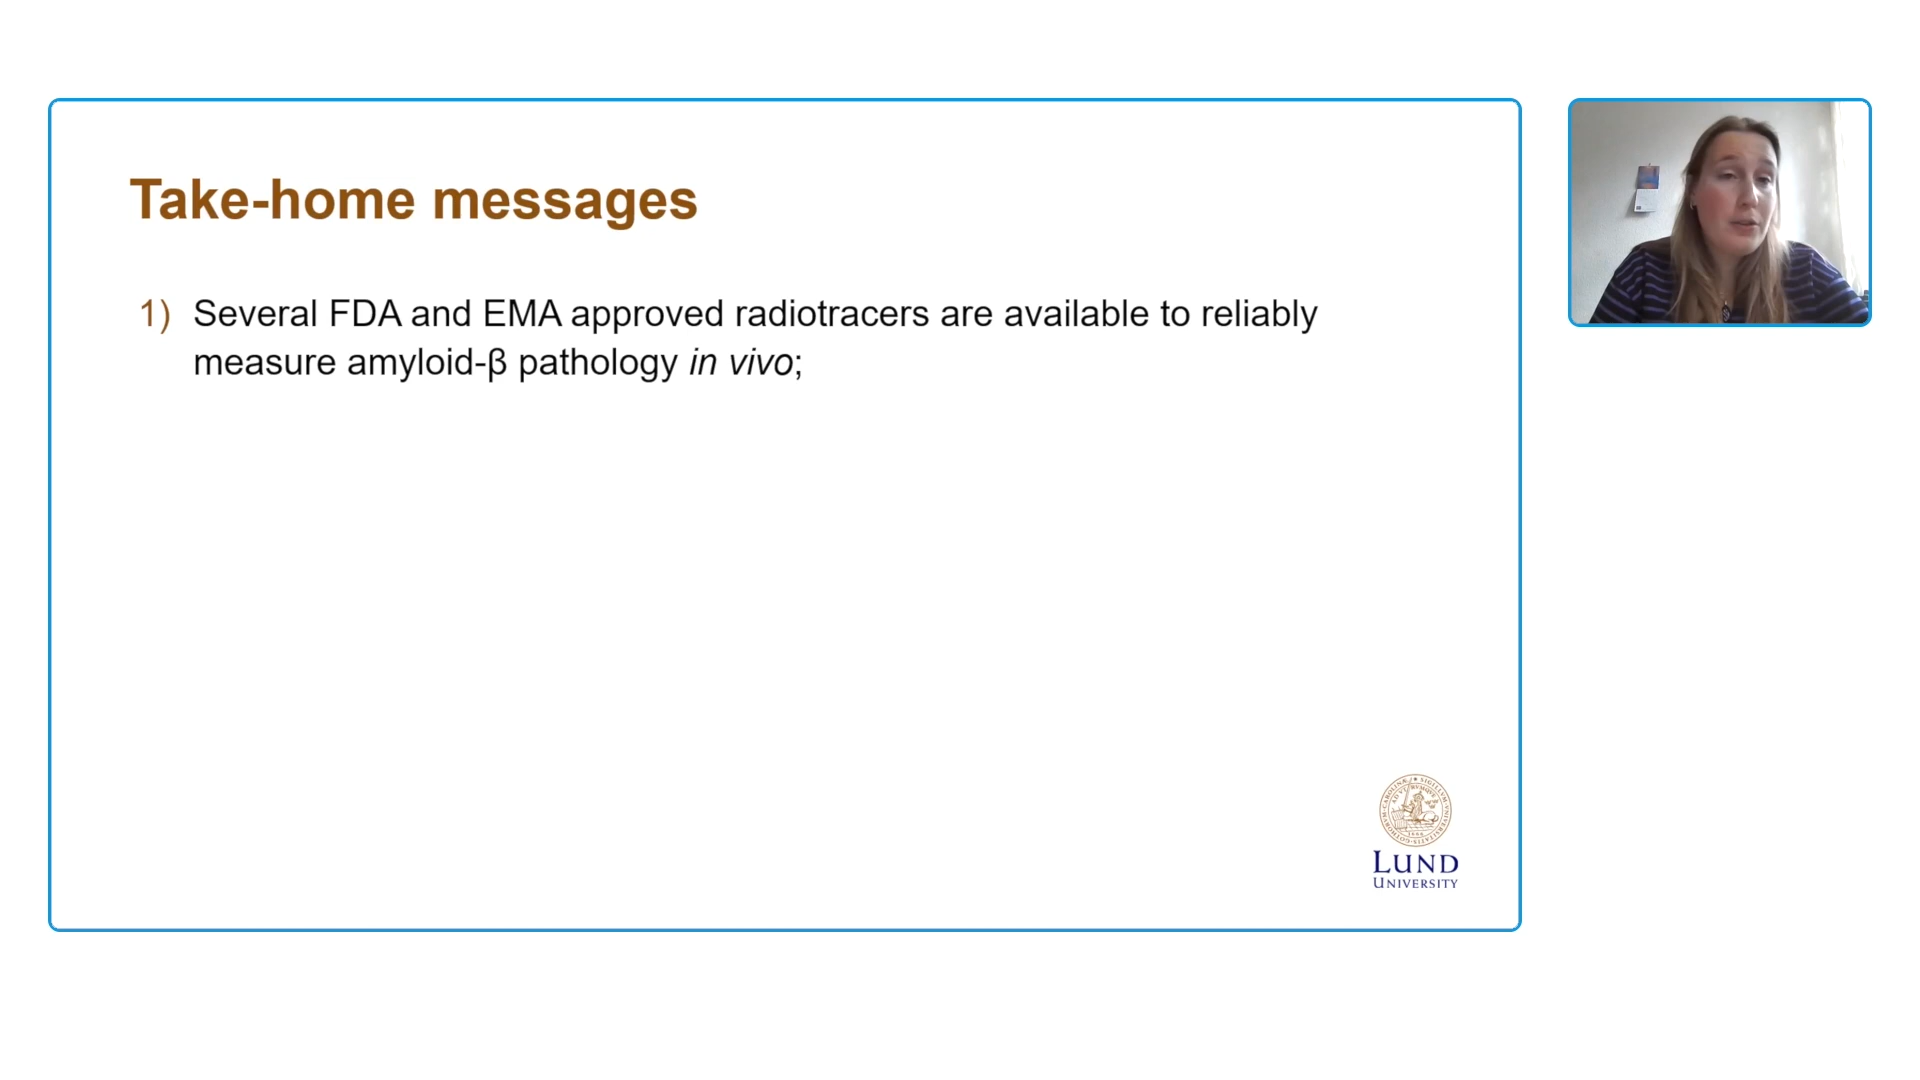 Take-home messages
1) Several FDA and EMA approved radiotracers are available to reliably
measure amyloid-β pathology in vivo;
LUND
UNIVERSITY